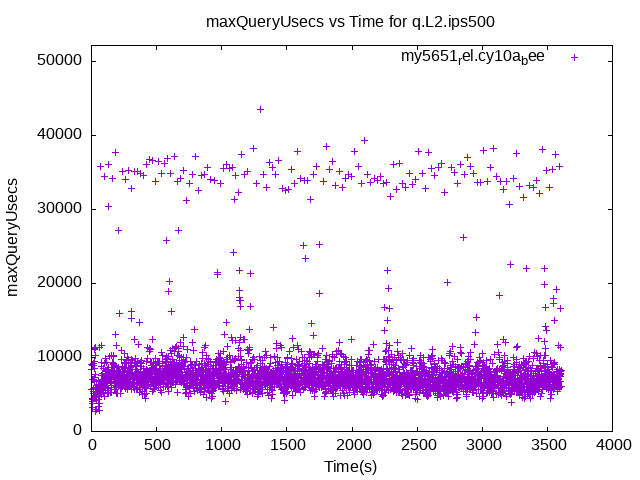 maxQueryUsecs vs Time for q.L2.ips500
my5651rel.cy10abee
50000
40000
30000
20000
10000
0
maxQueryUsecs
0 500 1000 1500 2000 2500 3000 3500 4000
Time(s)